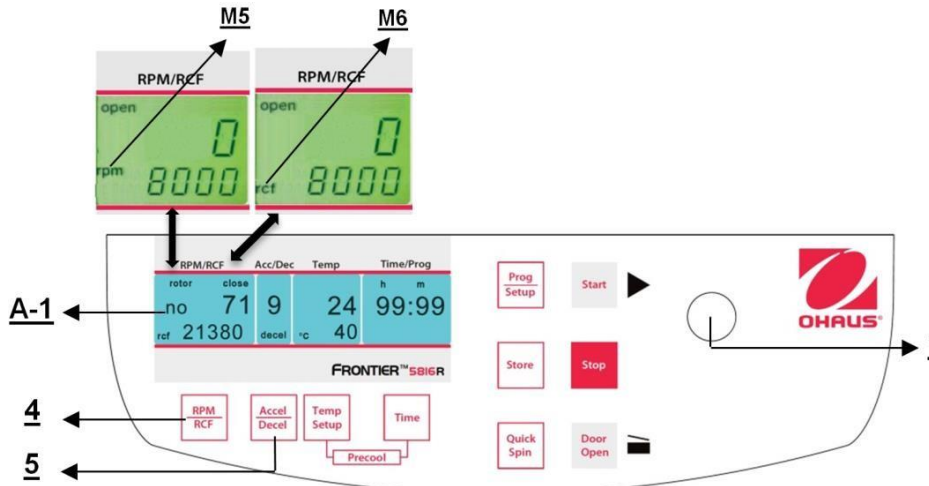 M5
M6
RPM/RCF
RPM/RCF
open
0
rpm
8000
open
0
rcf
8000
RPM/RCF Acc/Dec Temp Time/Prog
rotor close h m
no 71 9 24 99:99
rcf 21380 decel °C 40
FRONTIER™ 5816R
A-1
Prog
Setup
Start
OHAUS®
Store
Stop
4
RPM
RCF
Accel
Decel
Temp
Setup
Time
Precool
5
Quick
Spin
Door
Open